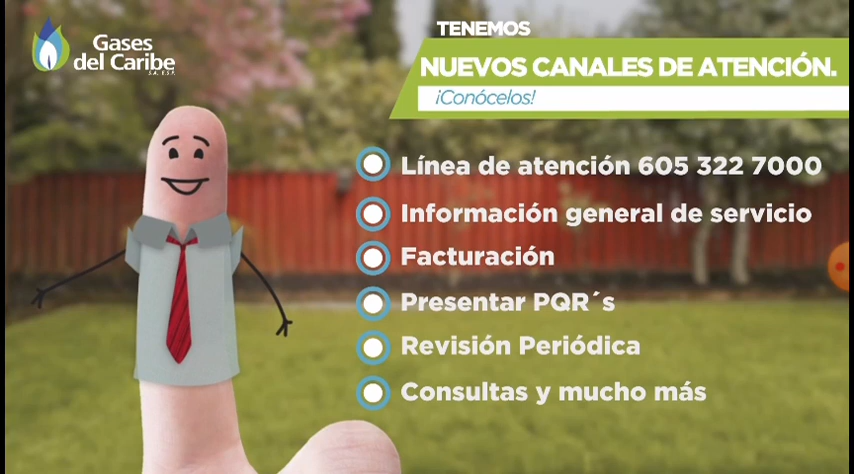 Gases
del Caribe
S.A. E.S.P.
TENEMOS
NUEVOS CANALES DE ATENCIÓN.
¡Conócelos!
Línea de atención 605 322 7000
Información general de servicio
Facturación
Presentar PQR´s
Revisión Periódica
Consultas y mucho más